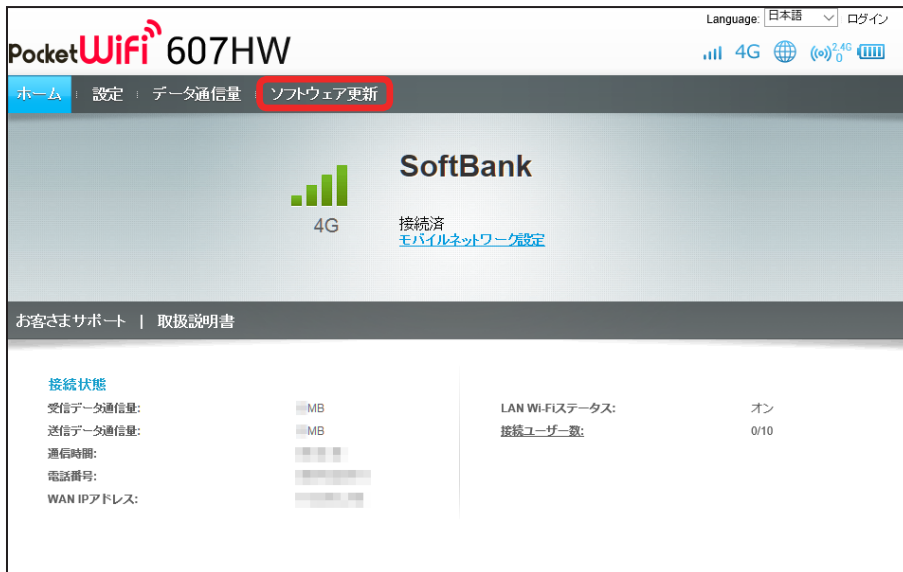 Language: 日本語 ログイン
PocketWiFi 607HW
4G 2.4G 0
ホーム 設定 データ通信量 ソフトウェア更新
SoftBank
4G
接続済
モバイルネットワーク設定
お客さまサポート | 取扱説明書
接続状態
受信データ通信量: MB LAN Wi-Fiステータス: オン
送信データ通信量: MB 接続ユーザー数: 0/10
通信時間:
電話番号:
WAN IPアドレス: